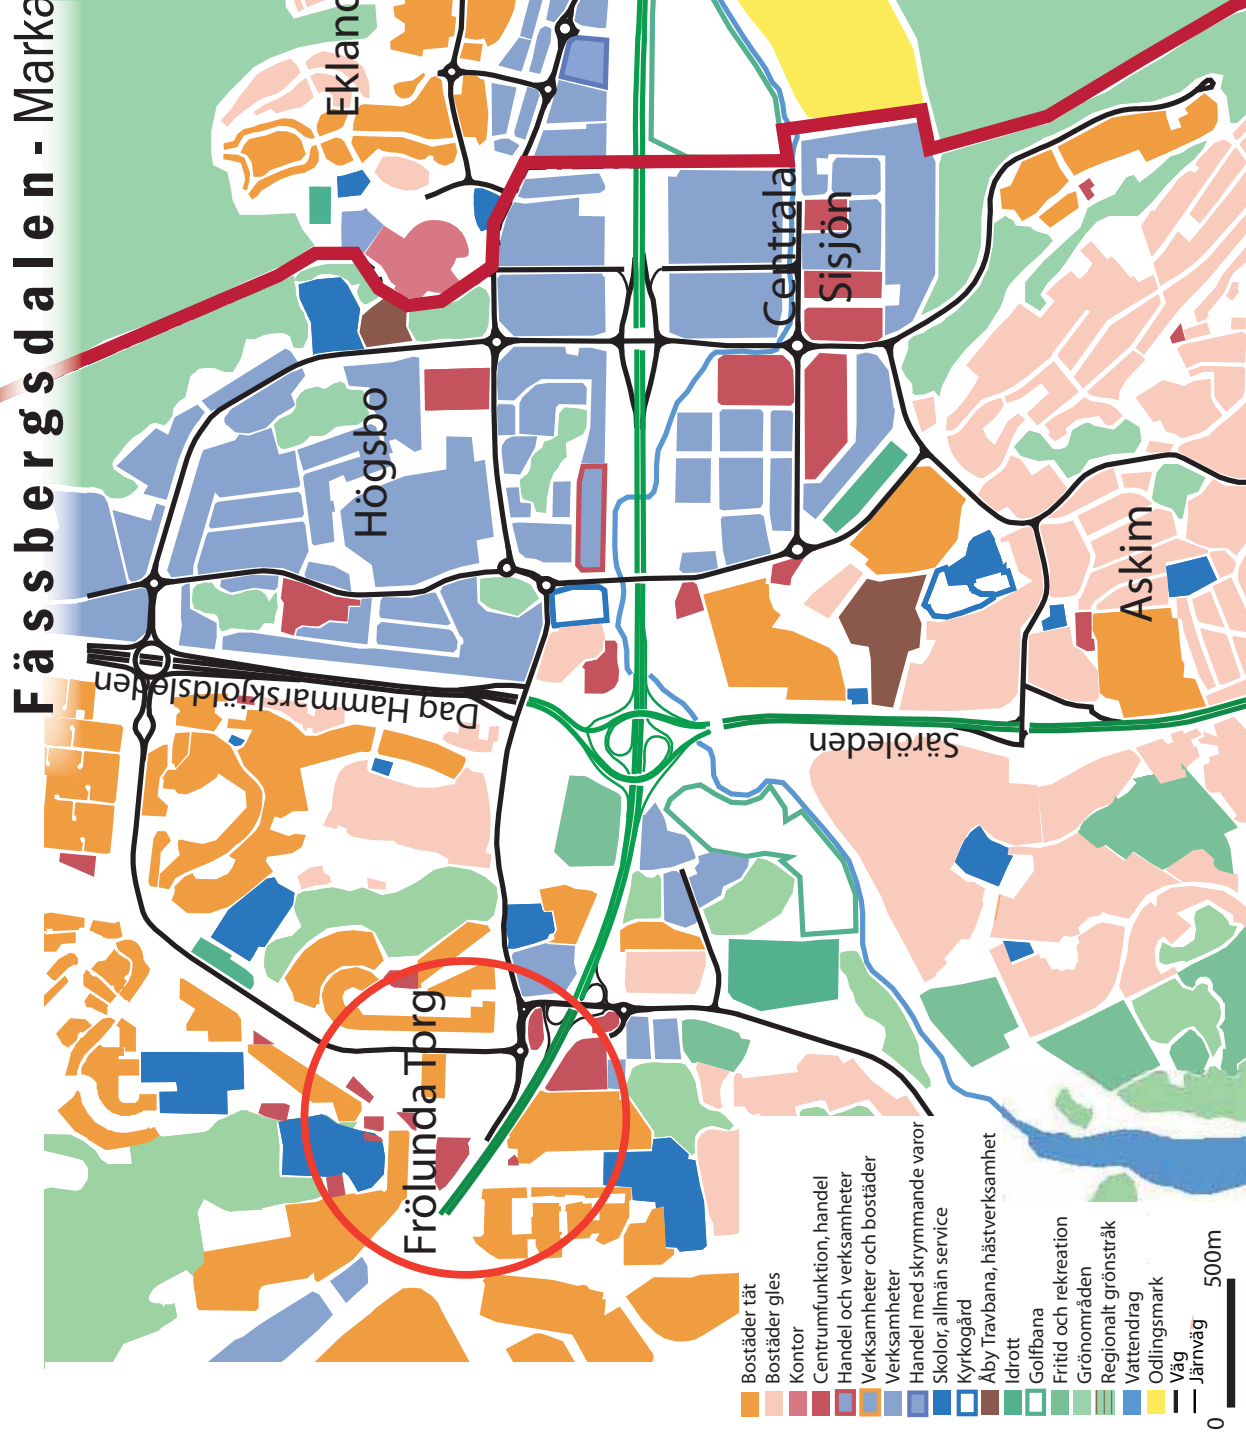 Fässbergsdalen - Marka
Eklanc
Högsbo
Centrala
Sisjön
Askim
Dag Hammarskjöldsleden
Säröleden
Frölunda Torg
Bostäder tät
Bostäder gles
Kontor
Centrumfunktion, handel
Handel och verksamheter
Verksamheter och bostäder
Verksamheter
Handel med skrymmande varor
Skolor, allmän service
Kyrkogård
Åby Travbana, hästverksamhet
Idrott
Golfbana
Fritid och rekreation
Grönområden
Regionalt grönstråk
Vattendrag
Odlingsmark
Väg
Järnväg
0 500m